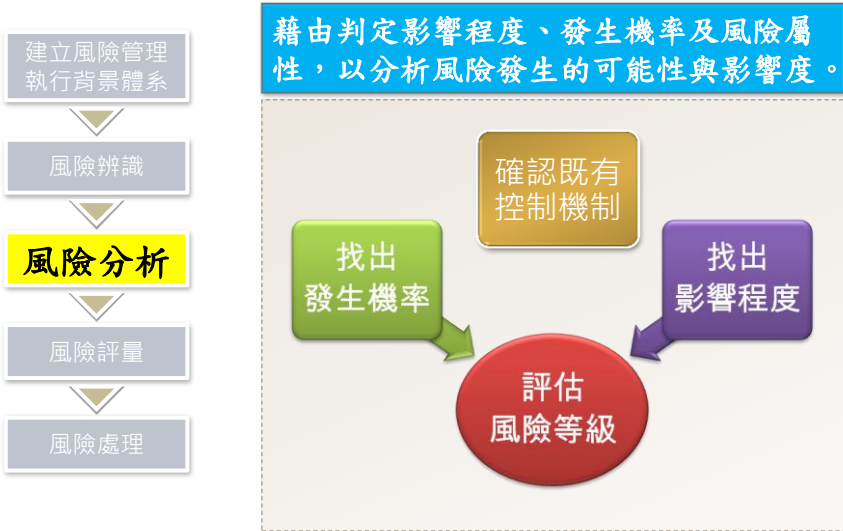 建立風險管理
執行背景體系
風險辨識
風險分析
風險評量
風險處理
藉由判定影響程度、發生機率及風險屬
性,以分析風險發生的可能性與影響度。
確認既有
控制機制
找出
發生機率
找出
影響程度
評估
風險等級